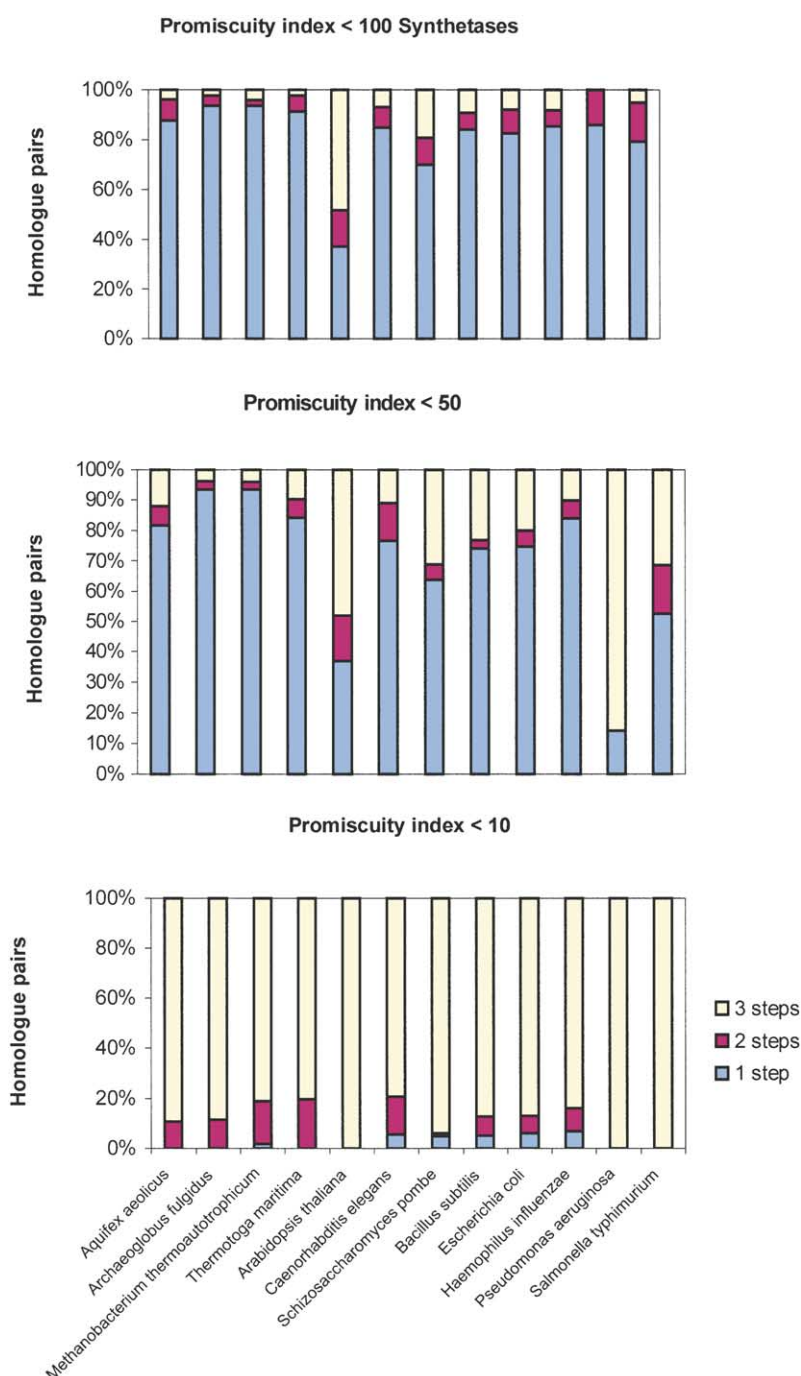 Promiscuity index < 100 Synthetases
100%
80%
60%
40%
20%
0%
Homologue pairs
Promiscuity index < 50
100%
90%
80%
70%
60%
50%
40%
30%
20%
10%
0%
Homologue pairs
Promiscuity index < 10
100%
80%
60%
40%
20%
0%
Homologue pairs
3 steps
2 steps
1 step
Aquifex aeolicus
Archaeoglobus fulgidus
Methanobacterium thermoautotrophicum
Thermotoga maritima
Arabidopsis thaliana
Caenorhabditis elegans
Schizosaccharomyces pombe
Bacillus subtilis
Escherichia coli
Haemophilus influenzae
Pseudomonas aeruginosa
Salmonella typhimurium